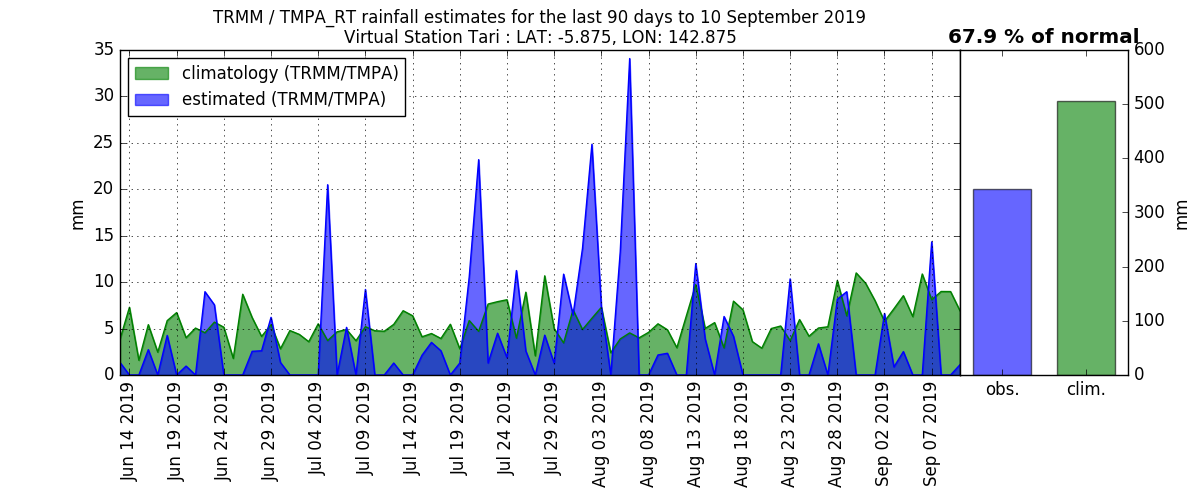 TRMM / TMPA_RT rainfall estimates for the last 90 days to 10 September 2019
Virtual Station Tari : LAT: -5.875, LON: 142.875
67.9 % of normal
climatology (TRMM/TMPA)
estimated (TRMM/TMPA)
35
30
25
20
15
10
5
0
mm
Jun 14 2019
Jun 19 2019
Jun 24 2019
Jun 29 2019
Jul 04 2019
Jul 09 2019
Jul 14 2019
Jul 19 2019
Jul 24 2019
Jul 29 2019
Aug 03 2019
Aug 08 2019
Aug 13 2019
Aug 18 2019
Aug 23 2019
Aug 28 2019
Sep 02 2019
Sep 07 2019
600
500
400
300
200
100
0
mm
obs.
clim.